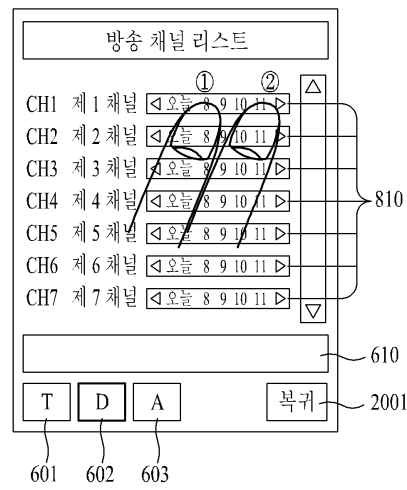 방송 채널 리스트
① ②
CH1 제 1 채널 ◁ 오늘 8 9 10 11 ▷
CH2 제 2 채널 ◁ 오늘 8 9 10 11 ▷
CH3 제 3 채널 ◁ 오늘 8 9 10 11 ▷
CH4 제 4 채널 ◁ 오늘 8 9 10 11 ▷
CH5 제 5 채널 ◁ 오늘 8 9 10 11 ▷
CH6 제 6 채널 ◁ 오늘 8 9 10 11 ▷
CH7 제 7 채널 ◁ 오늘 8 9 10 11 ▷
810
610
T D A 복귀
2001
601 602 603